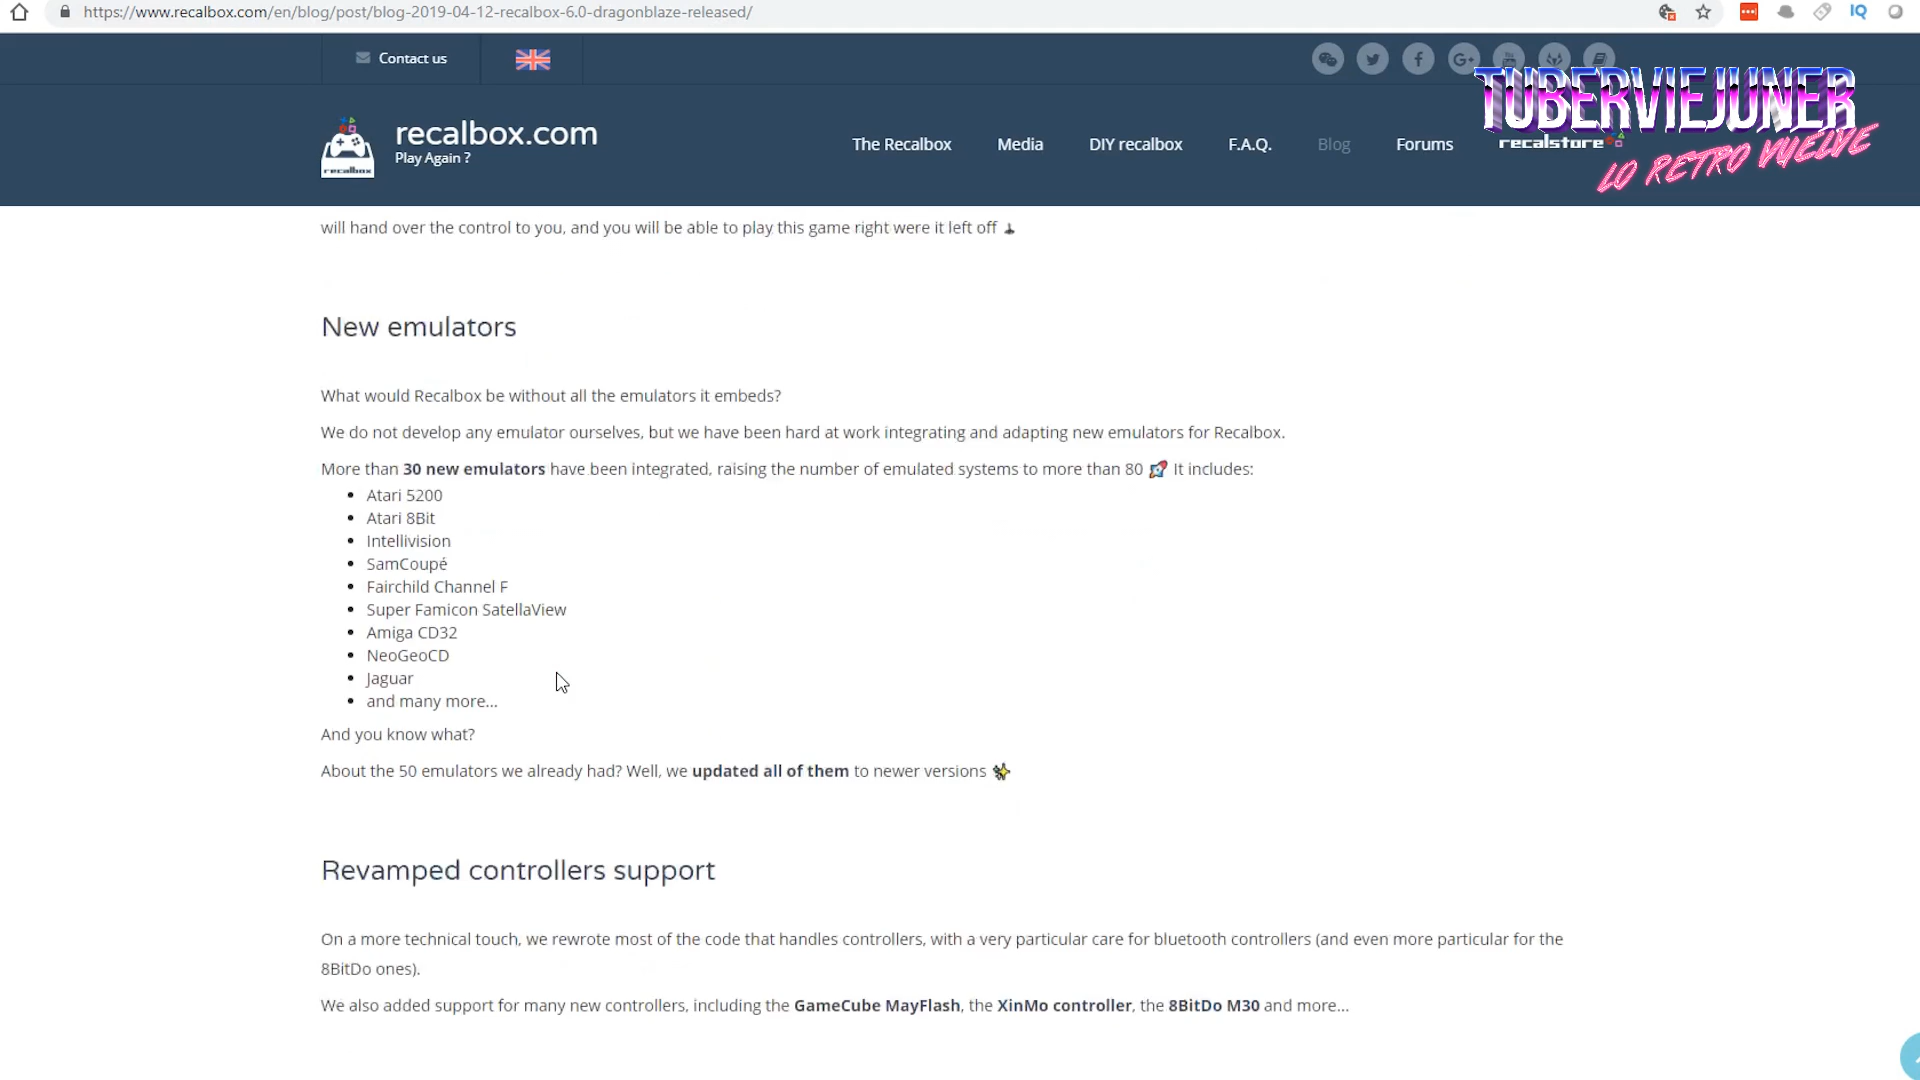 https://www.recalbox.com/en/blog/post/blog-2019-04-12-recalbox-6.0-dragonblaze-released/
IQ
Contact us
TUBERVIEJUNER
LO RETRO VUELVE
recalbox
recalbox.com
Play Again ?
The Recalbox
Media
DIY recalbox
F.A.Q.
Blog
Forums
recalstore
will hand over the control to you, and you will be able to play this game right were it left off
New emulators
What would Recalbox be without all the emulators it embeds?
We do not develop any emulator ourselves, but we have been hard at work integrating and adapting new emulators for Recalbox.
More than 30 new emulators have been integrated, raising the number of emulated systems to more than 80 🚀 It includes:
• Atari 5200
• Atari 8Bit
• Intellivision
• SamCoupé
• Fairchild Channel F
• Super Famicon SatellaView
• Amiga CD32
• NeoGeoCD
• Jaguar
• and many more...
And you know what?
About the 50 emulators we already had? Well, we updated all of them to newer versions ✨
Revamped controllers support
On a more technical touch, we rewrote most of the code that handles controllers, with a very particular care for bluetooth controllers (and even more particular for the
8BitDo ones).
We also added support for many new controllers, including the GameCube MayFlash, the XinMo controller, the 8BitDo M30 and more...